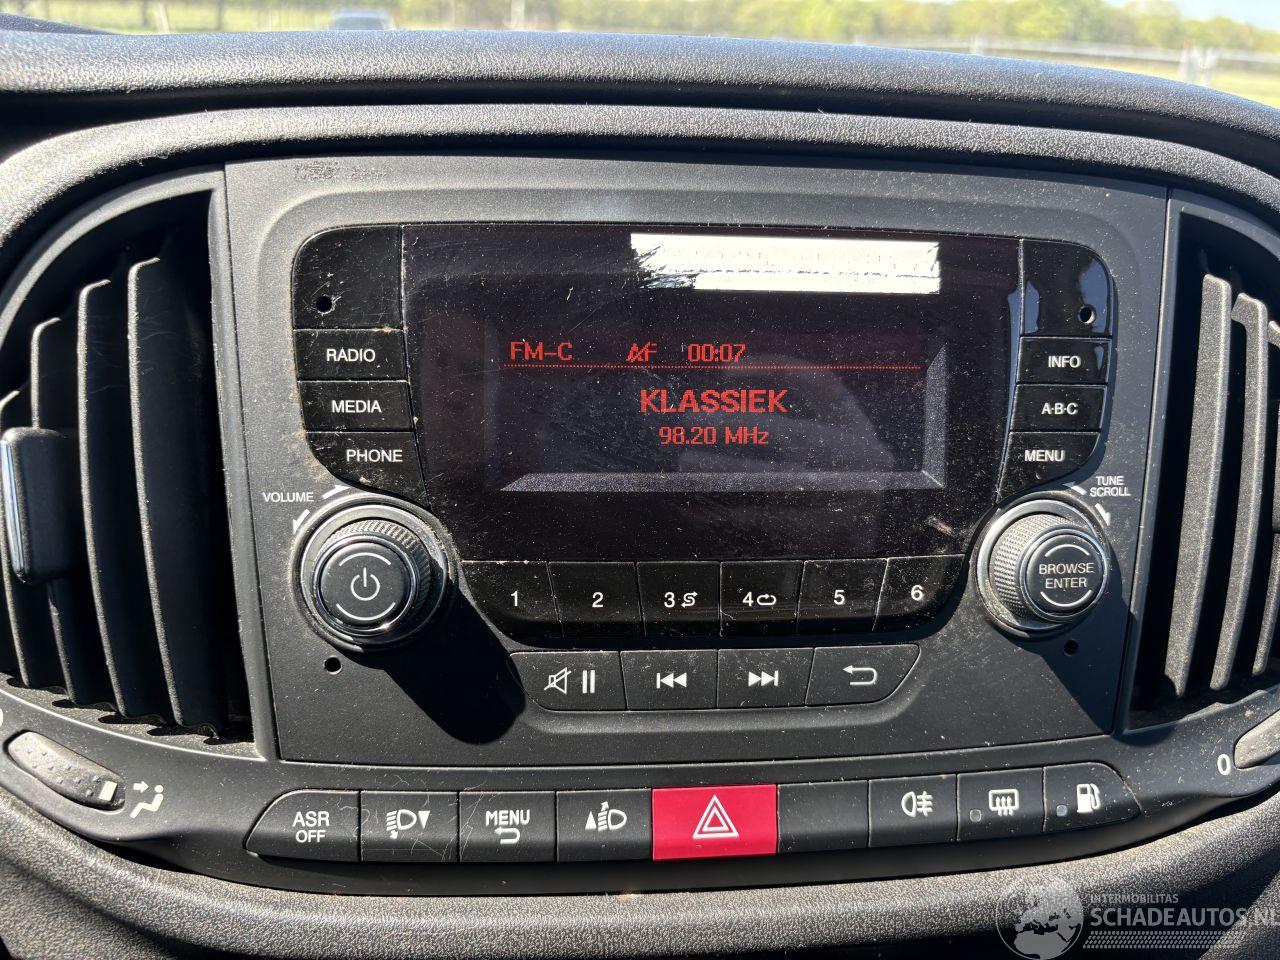 FM-C AF 00:07
KLASSIEK
98.20 MHz
RADIO
MEDIA
PHONE
INFO
A·B·C
MENU
VOLUME
TUNE
SCROLL
BROWSE
ENTER
1 2 3 4 5 6
ASR
OFF
MENU
0
INTERMOBILITAS
SCHADEAUTOS.NL